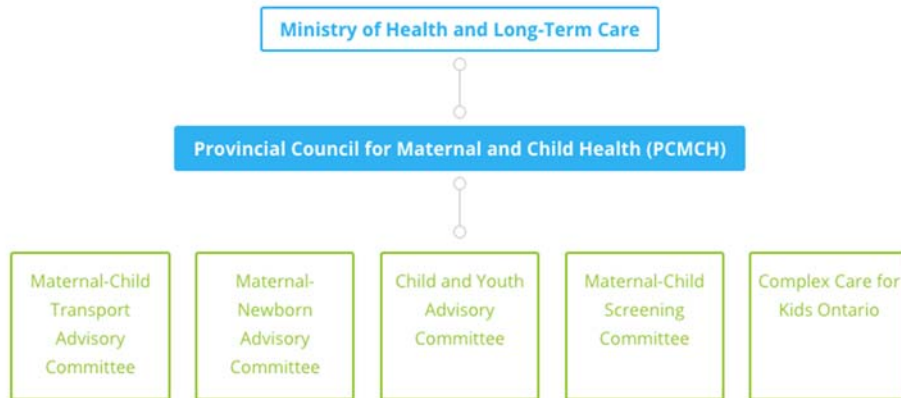 Ministry of Health and Long-Term Care
Provincial Council for Maternal and Child Health (PCMCH)
Maternal-Child
Transport
Advisory
Committee
Maternal-
Newborn
Advisory
Committee
Child and Youth
Advisory
Committee
Maternal-Child
Screening
Committee
Complex Care for
Kids Ontario